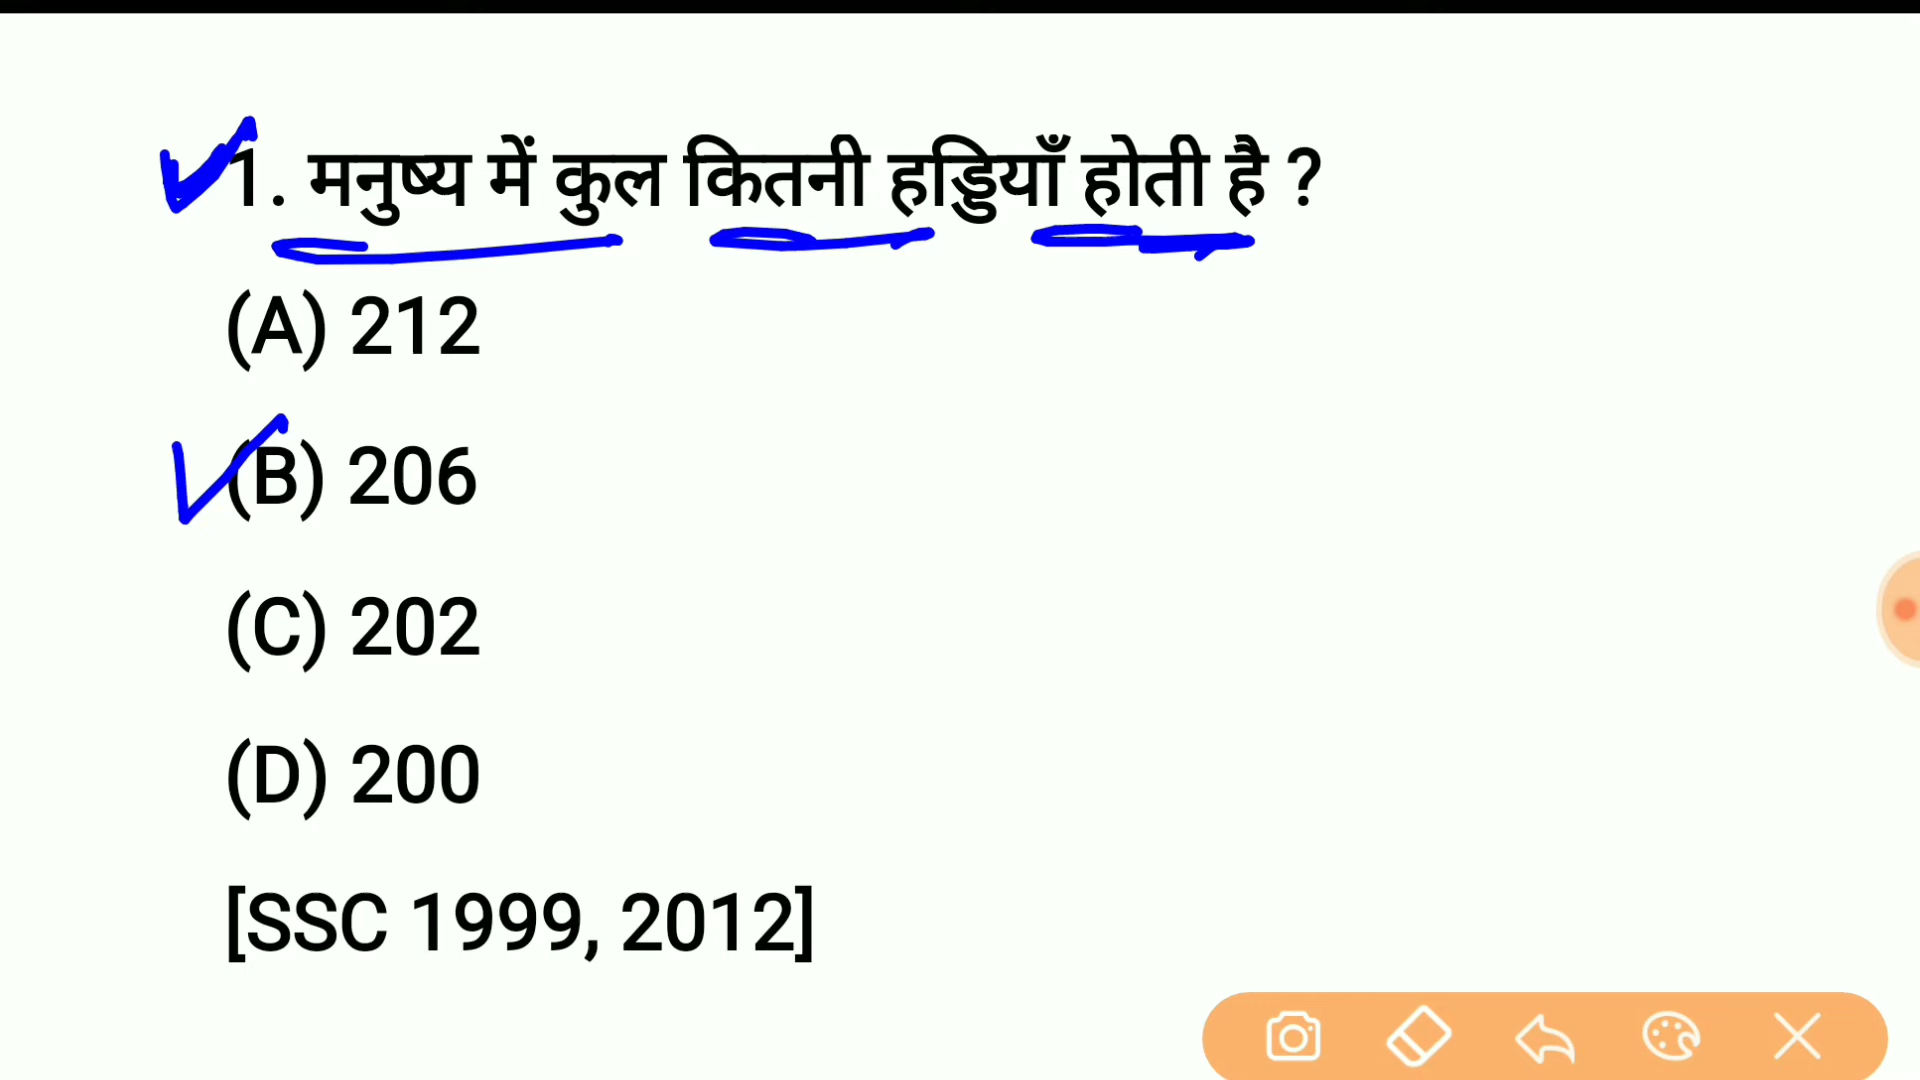 1. मनुष्य में कुल कितनी हड्डियाँ होती है ?
(A) 212
(B) 206
(C) 202
(D) 200
[SSC 1999, 2012]